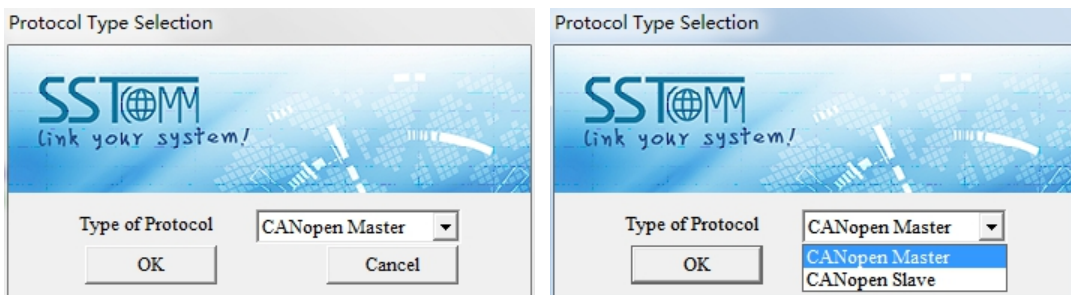 Protocol Type Selection
SSTCOMM
Link your system!
Type of Protocol
CANopen Master
OK
Cancel
Protocol Type Selection
SSTCOMM
Link your system!
Type of Protocol
CANopen Master
OK
CANopen Master
CANopen Slave